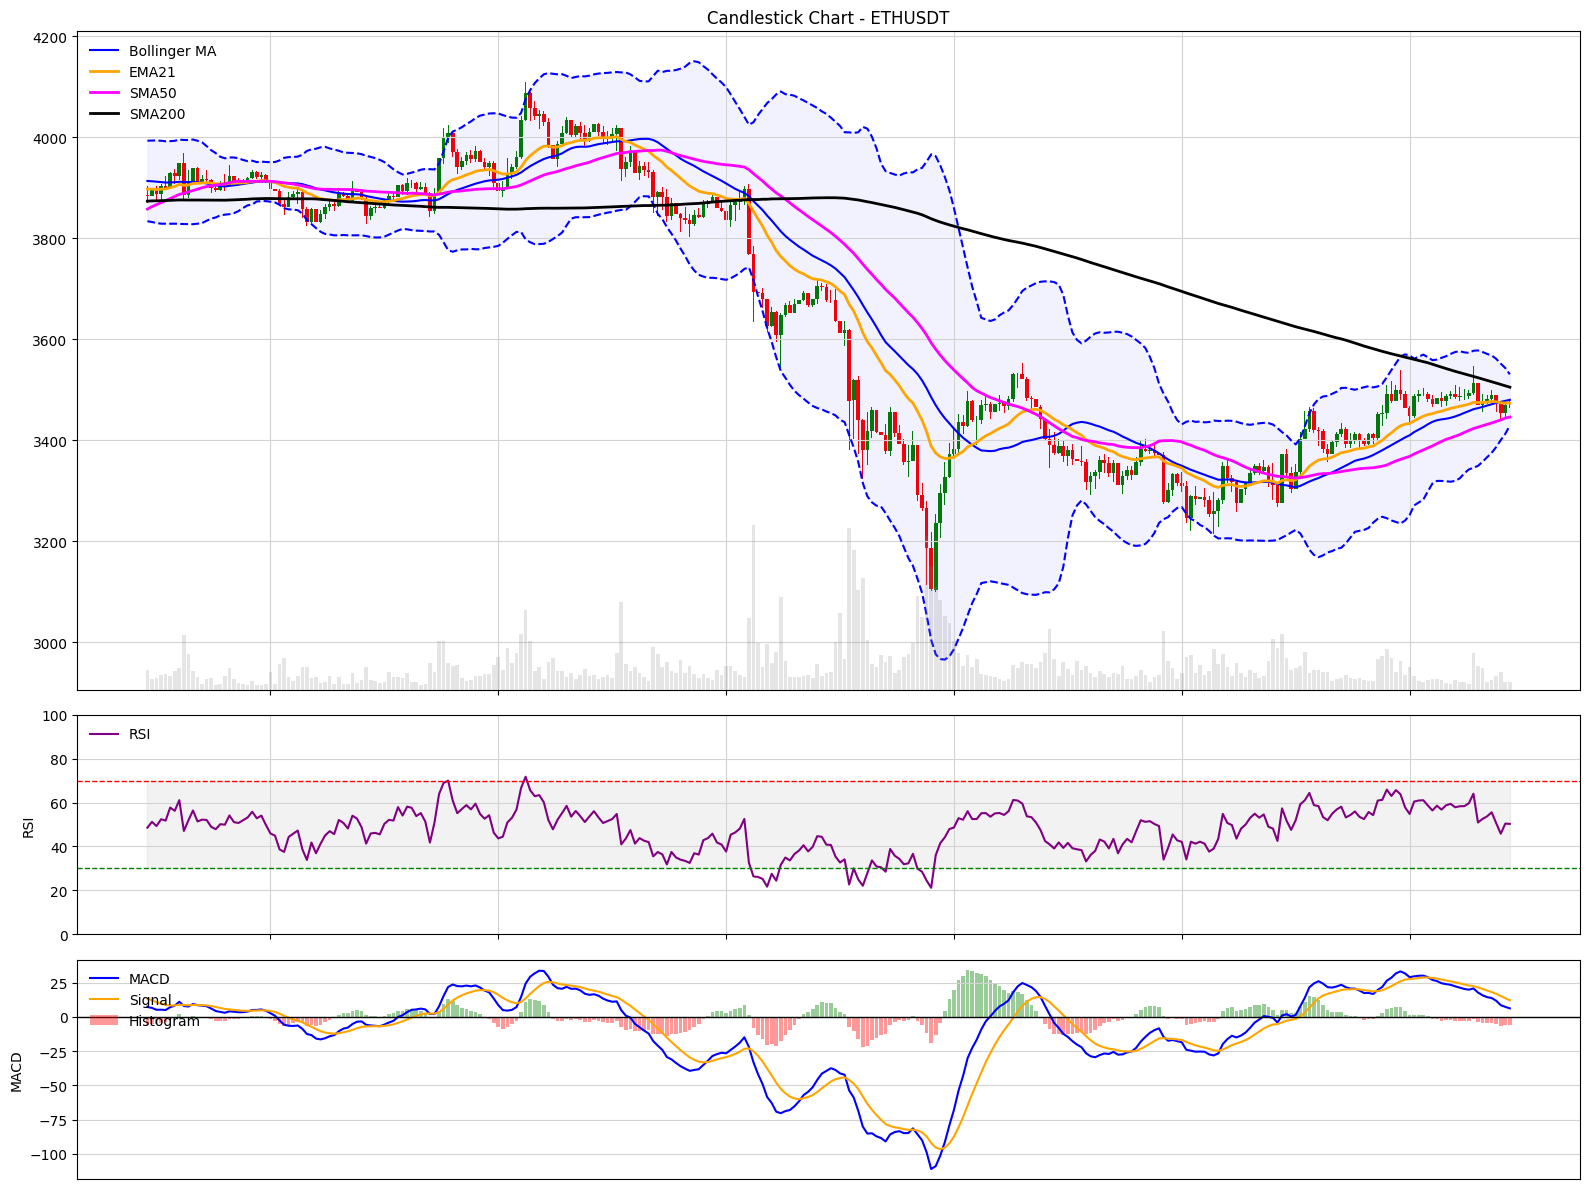 Candlestick Chart - ETHUSDT
4200
4000
3800
3600
3400
3200
3000
Bollinger MA
EMA21
SMA50
SMA200
RSI
100
80
60
40
20
0
RSI
MACD
25
0
−25
−50
−75
−100
MACD
Signal
Histogram